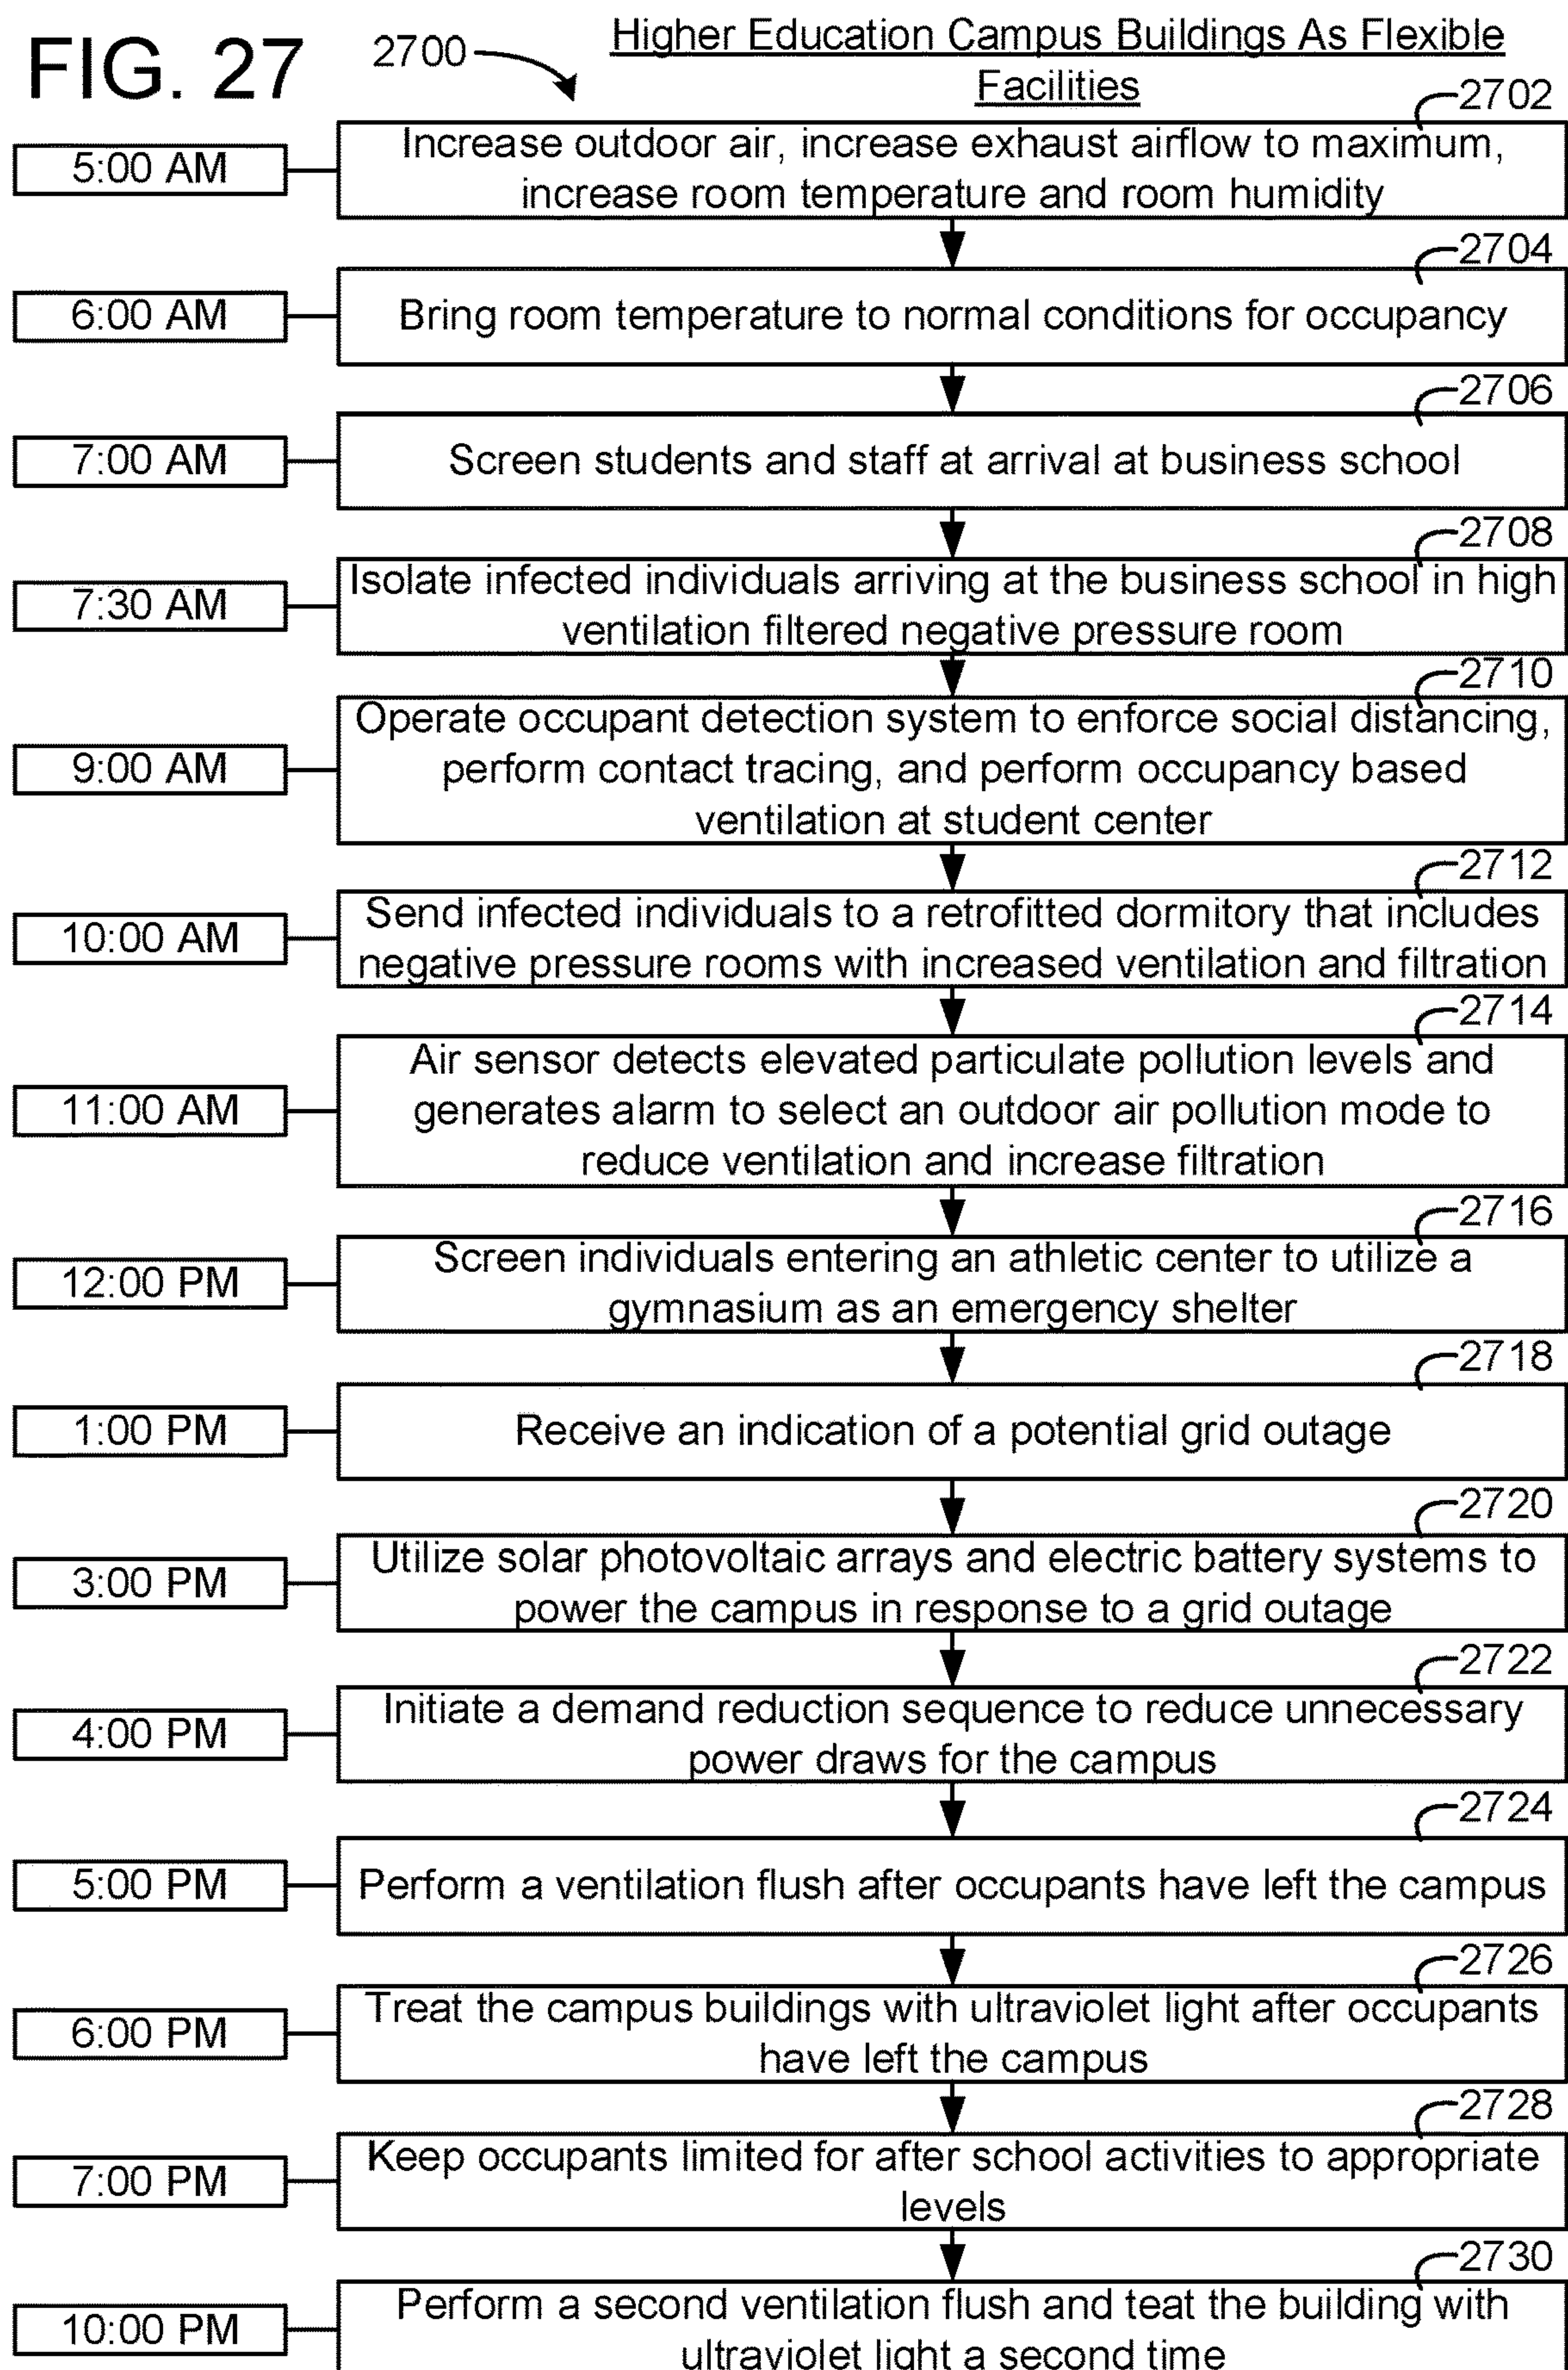 FIG. 27
2700
Higher Education Campus Buildings As Flexible
Facilities
2702
5:00 AM
Increase outdoor air, increase exhaust airflow to maximum,
increase room temperature and room humidity
2704
6:00 AM
Bring room temperature to normal conditions for occupancy
2706
7:00 AM
Screen students and staff at arrival at business school
2708
7:30 AM
Isolate infected individuals arriving at the business school in high
ventilation filtered negative pressure room
2710
9:00 AM
Operate occupant detection system to enforce social distancing,
perform contact tracing, and perform occupancy based
ventilation at student center
2712
10:00 AM
Send infected individuals to a retrofitted dormitory that includes
negative pressure rooms with increased ventilation and filtration
2714
11:00 AM
Air sensor detects elevated particulate pollution levels and
generates alarm to select an outdoor air pollution mode to
reduce ventilation and increase filtration
2716
12:00 PM
Screen individuals entering an athletic center to utilize a
gymnasium as an emergency shelter
2718
1:00 PM
Receive an indication of a potential grid outage
2720
3:00 PM
Utilize solar photovoltaic arrays and electric battery systems to
power the campus in response to a grid outage
2722
4:00 PM
Initiate a demand reduction sequence to reduce unnecessary
power draws for the campus
2724
5:00 PM
Perform a ventilation flush after occupants have left the campus
2726
6:00 PM
Treat the campus buildings with ultraviolet light after occupants
have left the campus
2728
7:00 PM
Keep occupants limited for after school activities to appropriate
levels
2730
10:00 PM
Perform a second ventilation flush and teat the building with
ultraviolet light a second time